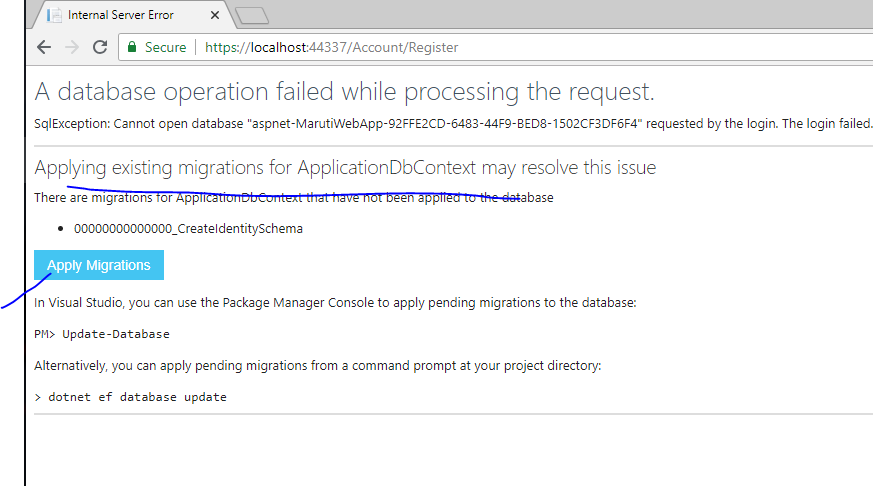 Internal Server Error
Secure https://localhost:44337/Account/Register
A database operation failed while processing the request.
SqlException: Cannot open database "aspnet-MarutiWebApp-92FFE2CD-6483-44F9-BED8-1502CF3DF6F4" requested by the login. The login failed.
Applying existing migrations for ApplicationDbContext may resolve this issue
There are migrations for ApplicationDbContext that have not been applied to the database
• 00000000000000_CreateIdentitySchema
Apply Migrations
In Visual Studio, you can use the Package Manager Console to apply pending migrations to the database:
PM> Update-Database
Alternatively, you can apply pending migrations from a command prompt at your project directory:
> dotnet ef database update